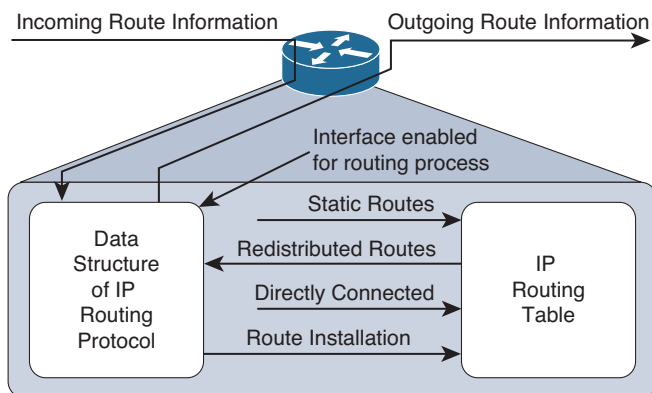 Incoming Route Information
Outgoing Route Information
Interface enabled
for routing process
Data
Structure
of IP
Routing
Protocol
Static Routes
Redistributed Routes
Directly Connected
Route Installation
IP
Routing
Table